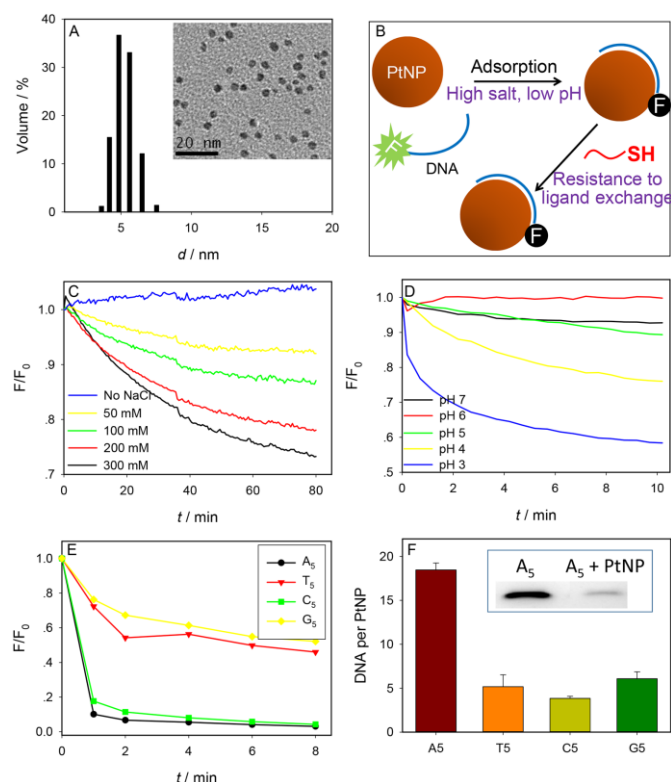 A
40
30
20
10
0
Volume / %
20 nm
5
10
15
20
d / nm
B
PtNP
Adsorption
High salt, low pH
F
F
DNA
SH
Resistance to
ligand exchange
F
C
1.0
.9
.8
.7
F/F0
No NaCl
50 mM
100 mM
200 mM
300 mM
0
20
40
60
80
t / min
D
1.0
.9
.8
.7
.6
.5
F/F0
pH 7
pH 6
pH 5
pH 4
pH 3
0
2
4
6
8
10
t / min
E
1.0
.8
.6
.4
.2
0.0
F/F0
A5
T5
C5
G5
0
2
4
6
8
t / min
F
20
15
10
5
0
DNA per PtNP
A5 A5 + PtNP
A5
T5
C5
G5